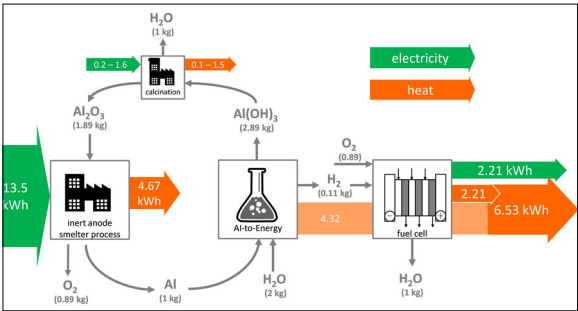 H₂O
(1 kg)
0.2 – 1.6
0.1 – 1.5
calcination
electricity
heat
Al₂O₃
(1.89 kg)
Al(OH)₃
(2.89 kg)
O₂
(0.89)
13.5
kWh
4.67
kWh
inert anode
smelter process
Al-to-Energy
H₂
(0.11 kg)
4.32
fuel cell
2.21 kWh
2.21
6.53 kWh
O₂
(0.89 kg)
Al
(1 kg)
H₂O
(2 kg)
H₂O
(1 kg)